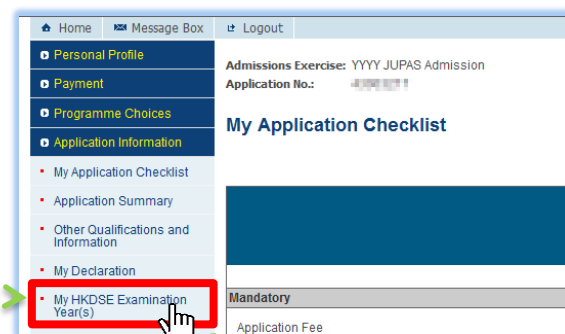 Home Message Box Logout
Personal Profile
Payment
Programme Choices
Application Information
My Application Checklist
Application Summary
Other Qualifications and
Information
My Declaration
My HKDSE Examination
Year(s)
Admissions Exercise: YYYY JUPAS Admission
Application No.:
My Application Checklist
Mandatory
Application Fee